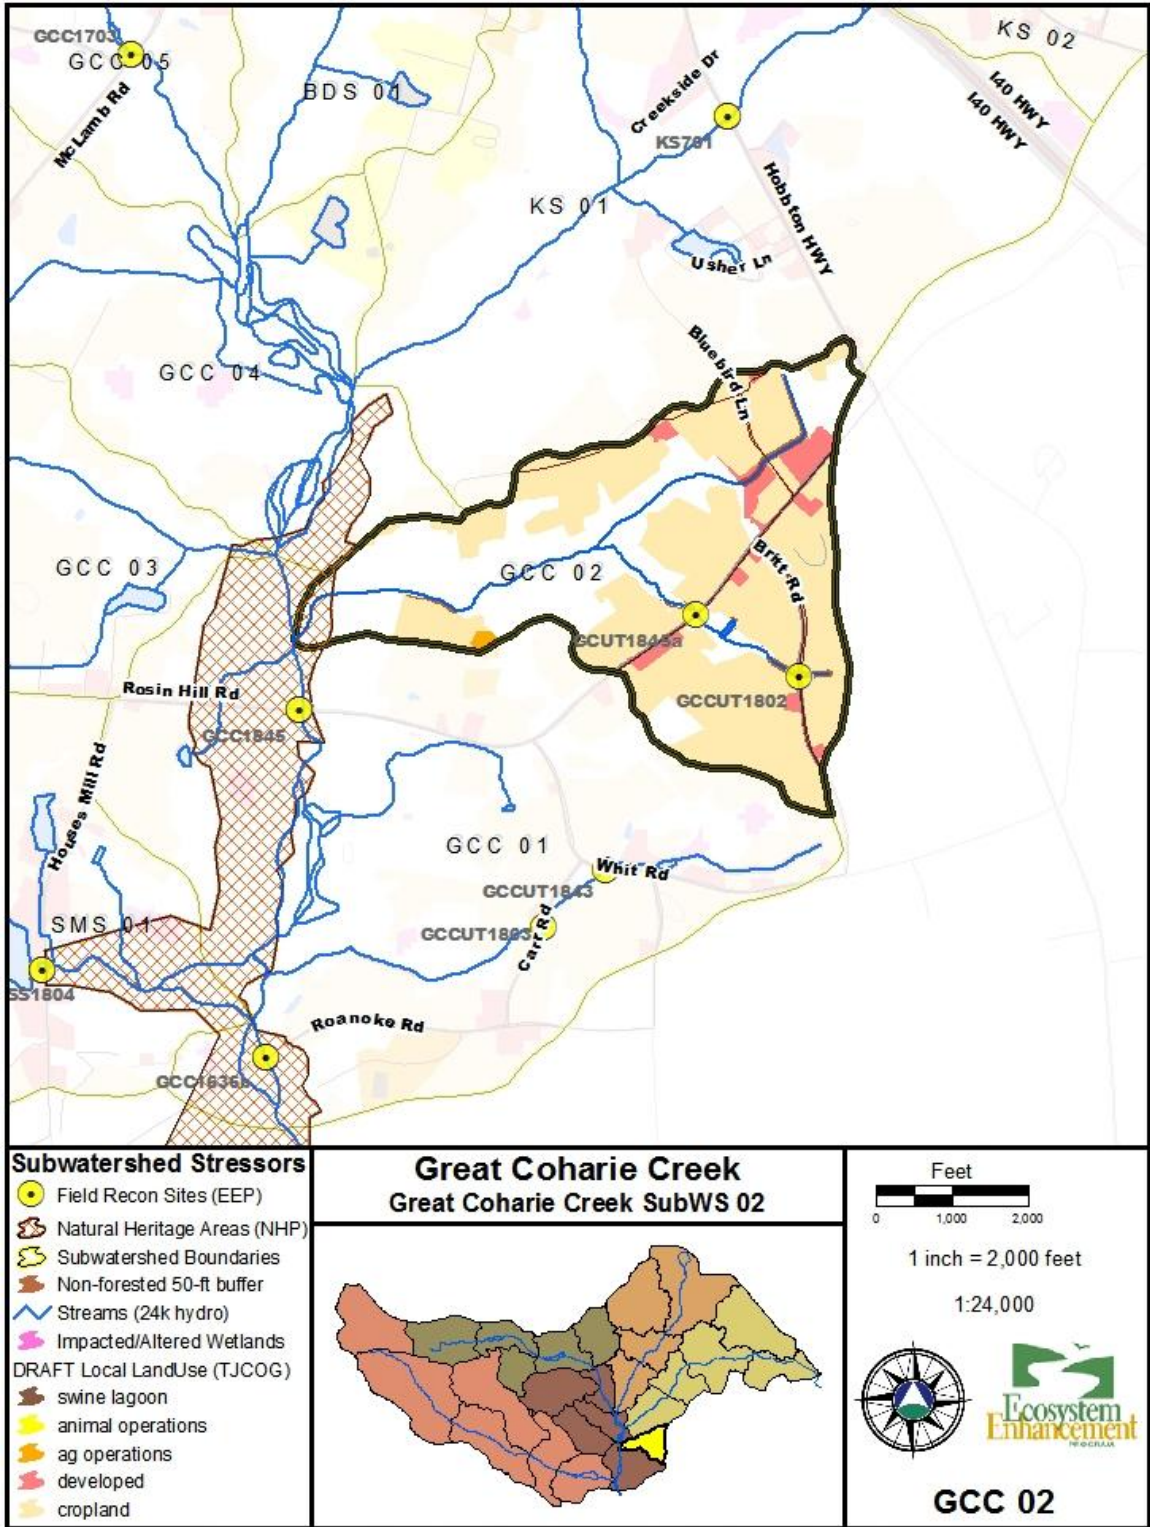 GCC1703
GCC 05
McLamb Rd
BDS 01
Creekside Dr
KS701
KS 02
I40 HWY
I40 HWY
KS 01
Hobbton HWY
Usher Ln
GCC 04
Bluebird Ln
GCC 03
GCC 02
Britt Rd
GCUT1845a
GCCUT1802
Rosin Hill Rd
GCC1845
Houses Mill Rd
GCC 01
Whit Rd
GCCUT1843
SMS 01
GCCUT1803
Carr Rd
SS1804
Roanoke Rd
Subwatershed Stressors
Field Recon Sites (EEP)
Natural Heritage Areas (NHP)
Subwatershed Boundaries
Non-forested 50-ft buffer
Streams (24k hydro)
Impacted/Altered Wetlands
DRAFT Local LandUse (TJCOG)
swine lagoon
animal operations
ag operations
developed
cropland
Great Coharie Creek
Great Coharie Creek SubWS 02
Feet
0 1,000 2,000
1 inch = 2,000 feet
1:24,000
Ecosystem
Enhancement
PROGRAM
GCC 02